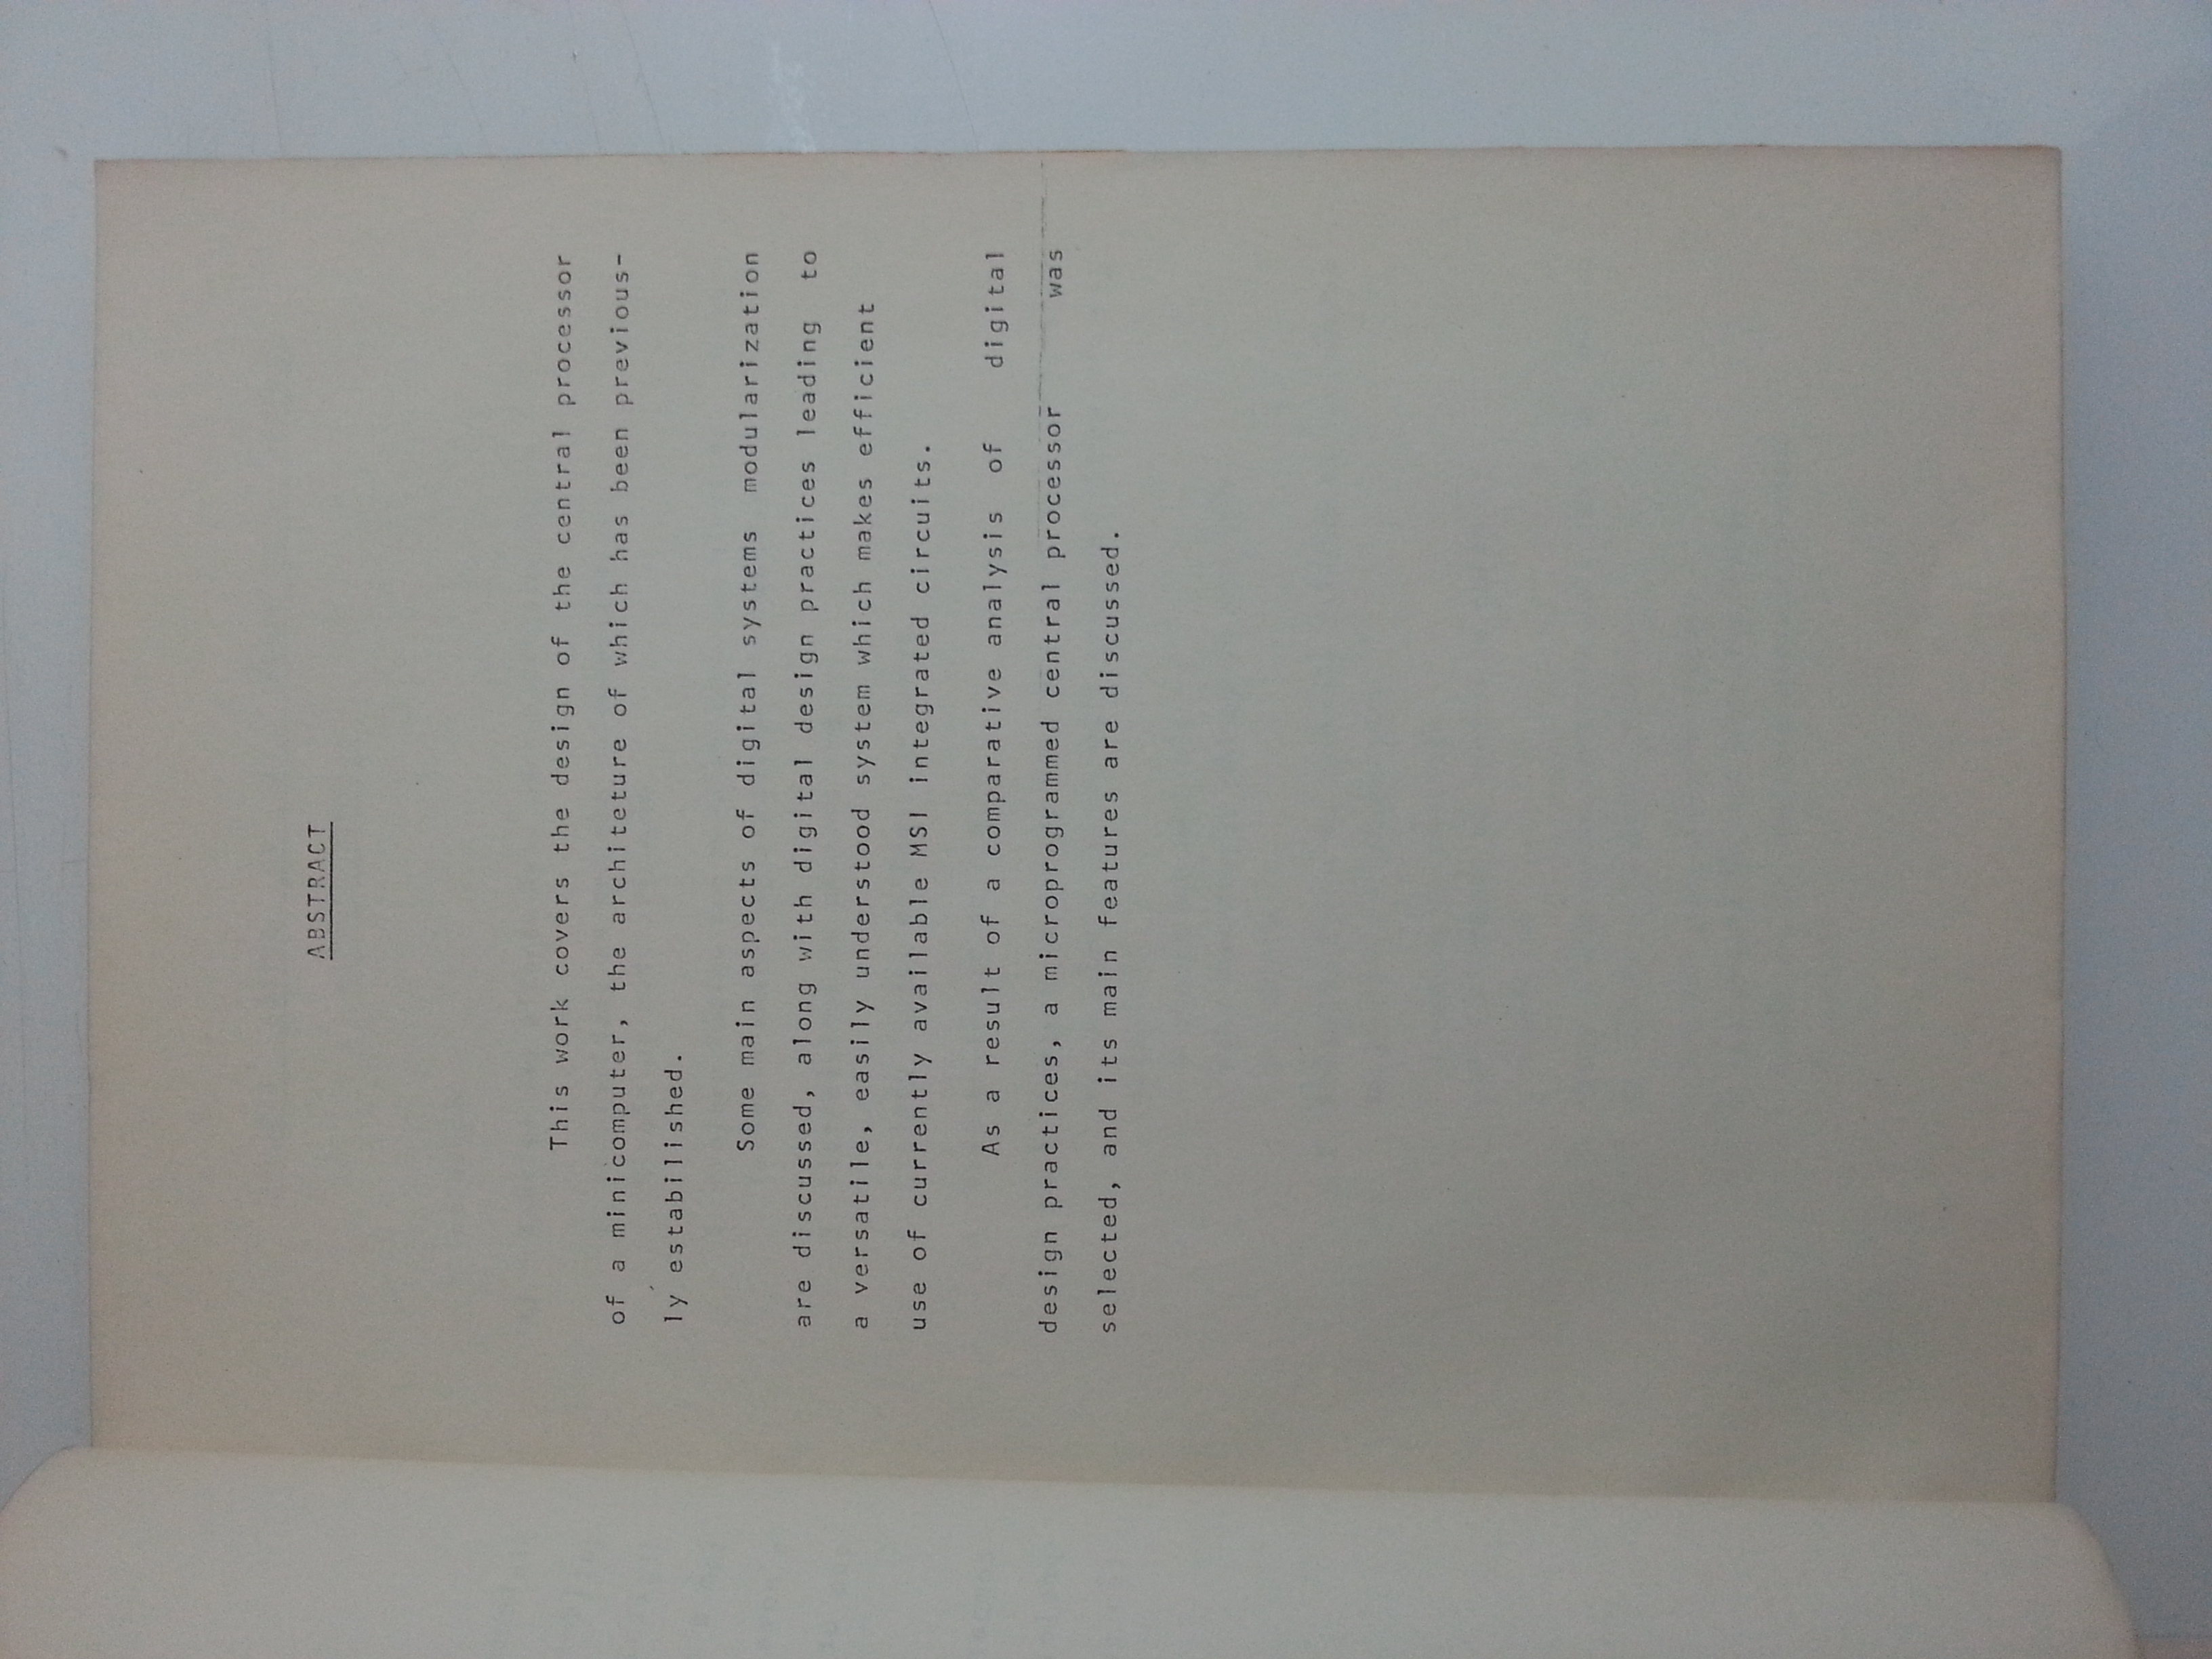 ABSTRACT
This work covers the design of the central processor
of a minicomputer, the architeture of which has been previous-
ly estabilished.
Some main aspects of digital systems modularization
are discussed, along with digital design practices leading to
a versatile, easily understood system which makes efficient
use of currently available MSI integrated circuits.
As a result of a comparative analysis of digital
design practices, a microprogrammed central processor was
selected, and its main features are discussed.